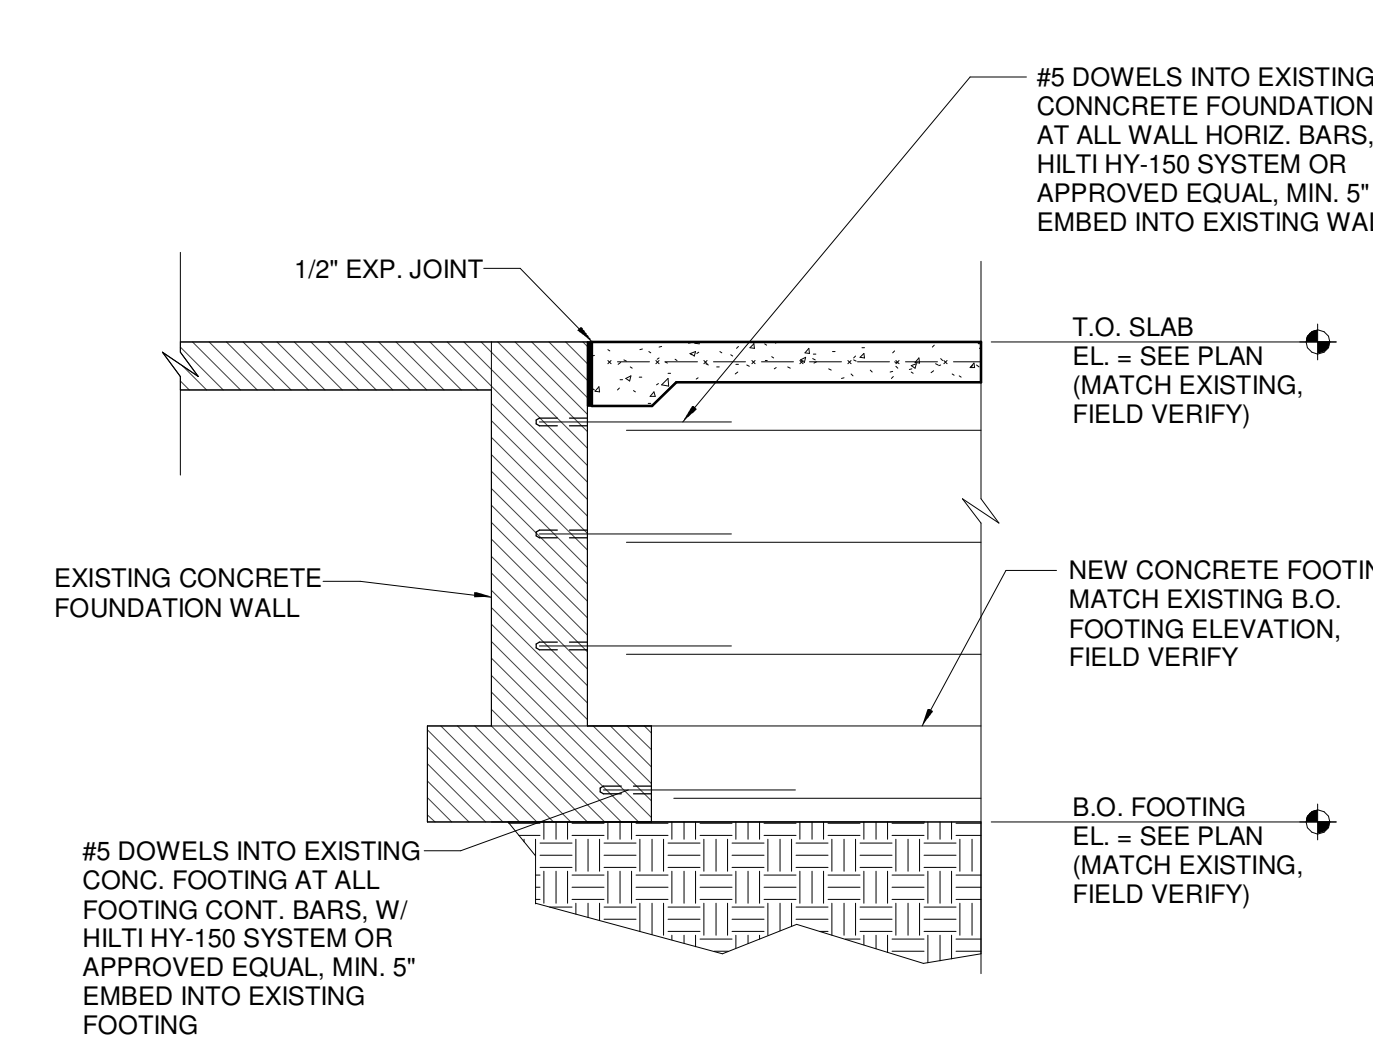 #5 DOWELS INTO EXISTING
CONNCRETE FOUNDATION
AT ALL WALL HORIZ. BARS,
HILTI HY-150 SYSTEM OR
APPROVED EQUAL, MIN. 5"
EMBED INTO EXISTING
1/2" EXP. JOINT
T.O. SLAB
EL. = SEE PLAN
(MATCH EXISTING,
FIELD VERIFY)
EXISTING CONCRETE
FOUNDATION WALL
NEW CONCRETE
MATCH EXISTING B.O.
FOOTING ELEVATION,
FIELD VERIFY
B.O. FOOTING
EL. = SEE PLAN
(MATCH EXISTING,
FIELD VERIFY)
#5 DOWELS INTO EXISTING
CONC. FOOTING AT ALL
FOOTING CONT. BARS, W/
HILTI HY-150 SYSTEM OR
APPROVED EQUAL, MIN. 5"
EMBED INTO EXISTING
FOOTING